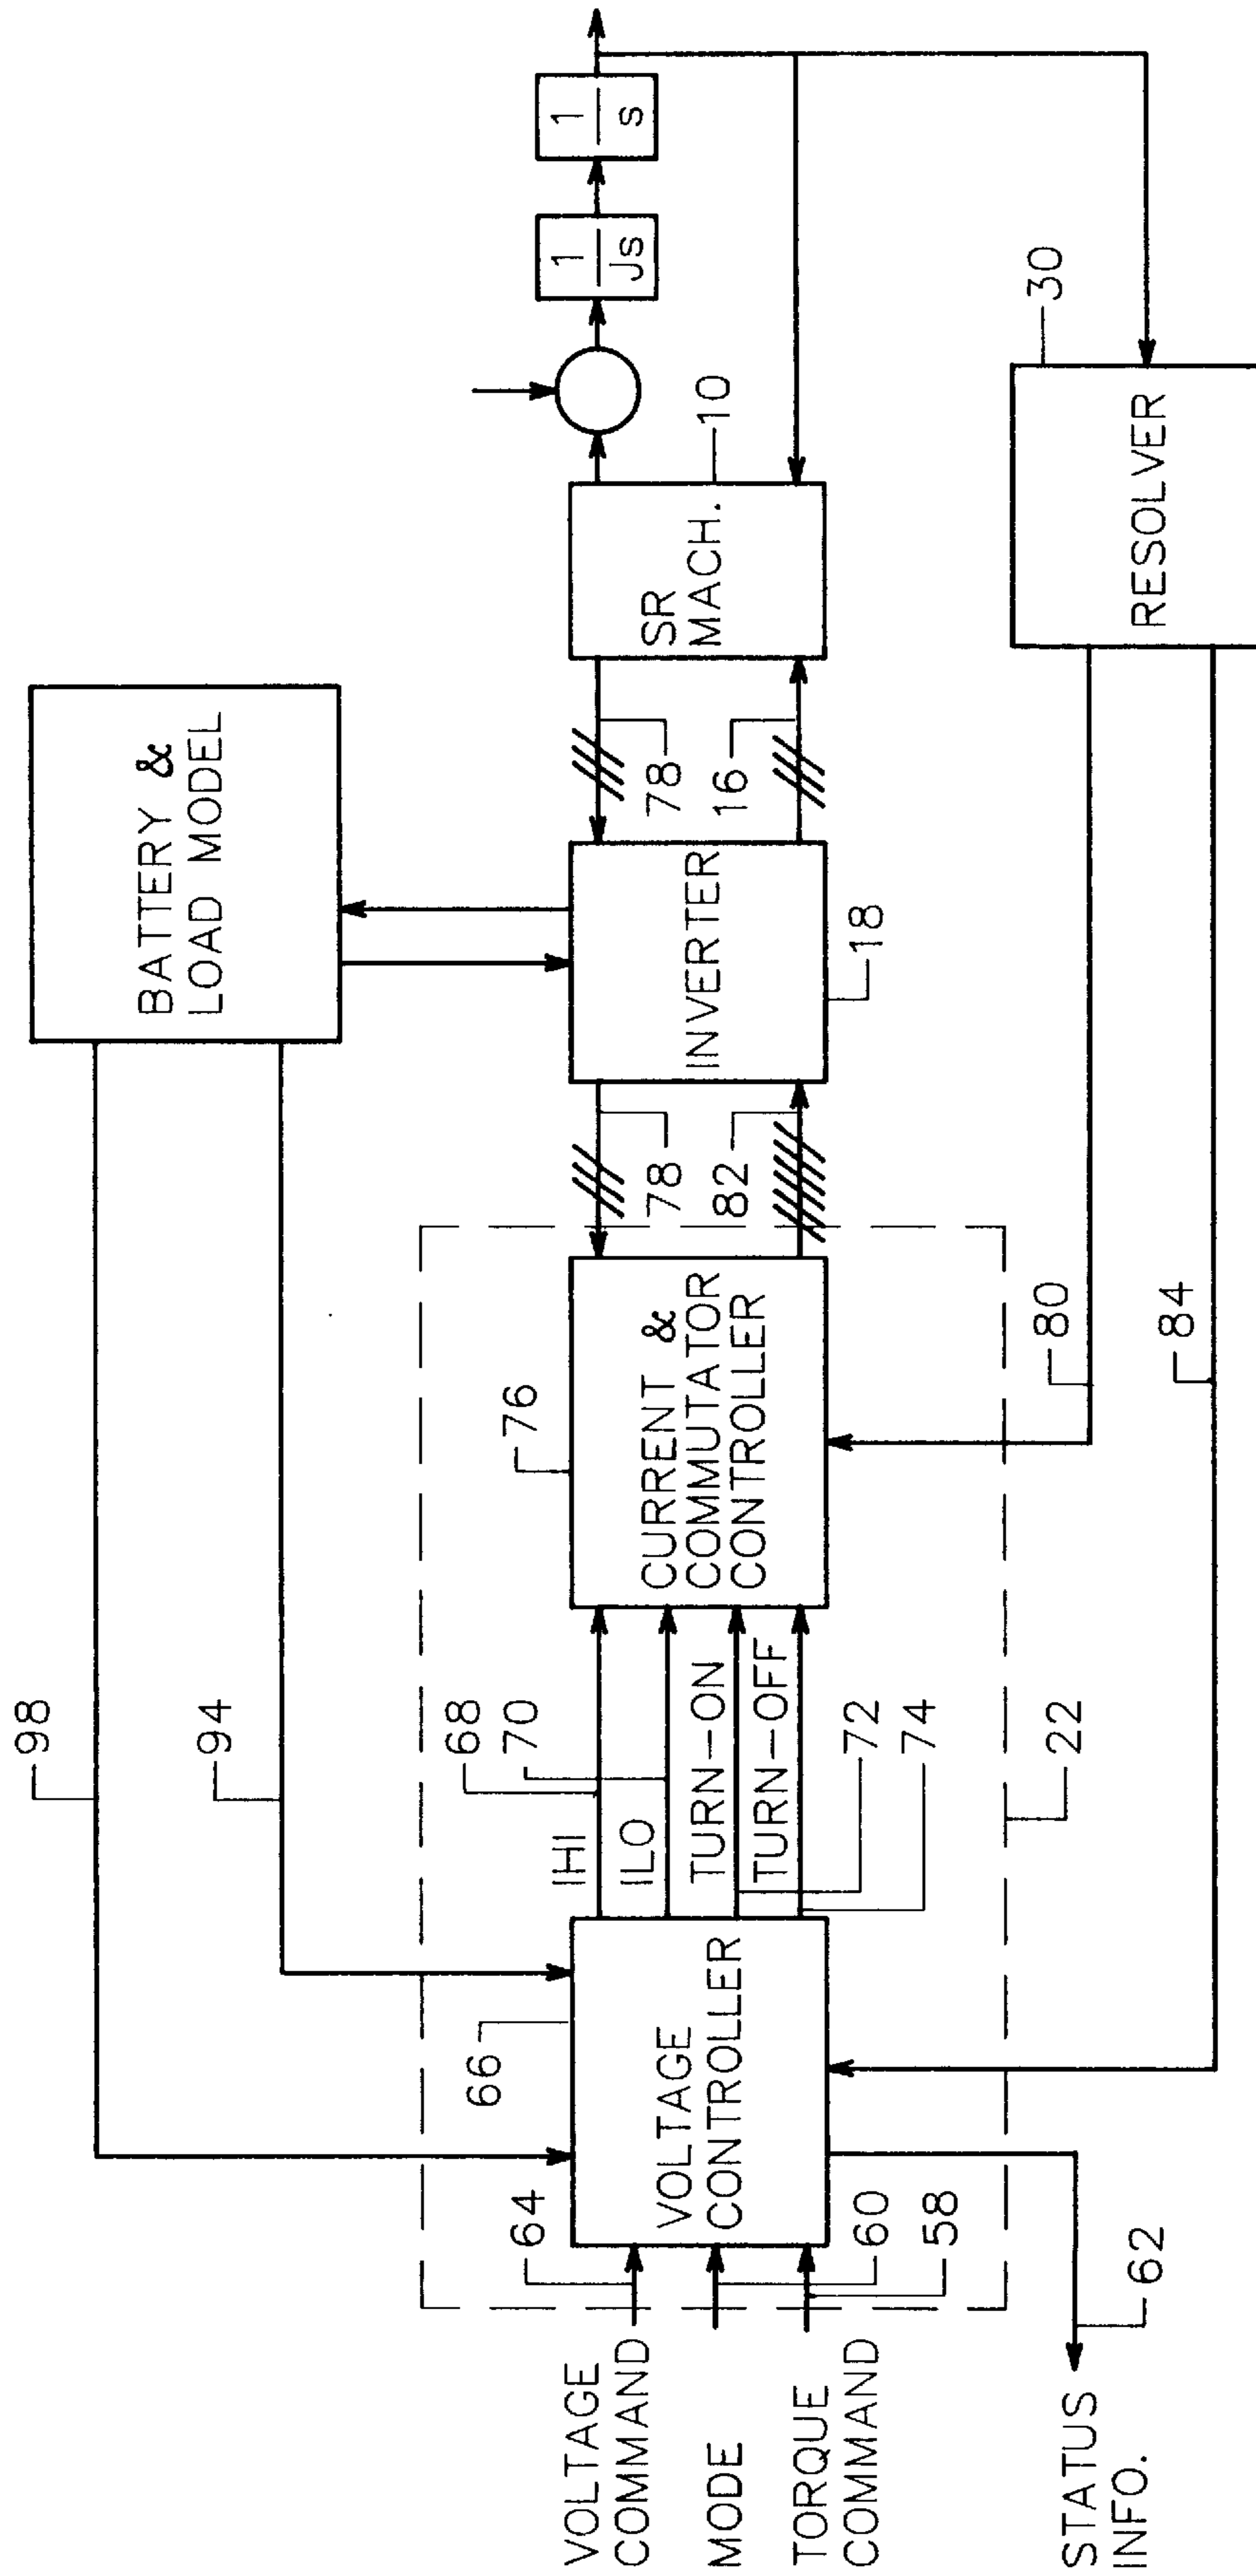 98
94
BATTERY &
LOAD MODEL
VOLTAGE
COMMAND
MODE
TORQUE
COMMAND
STATUS
INFO.
64
60
58
62
66
VOLTAGE
CONTROLLER
68
70
IHI
ILO
TURN-ON
TURN-OFF
72
74
22
76
CURRENT &
COMMUTATOR
CONTROLLER
78
82
INVERTER
18
78
16
SR
MACH.
10
1
Js
1
s
80
84
RESOLVER
30